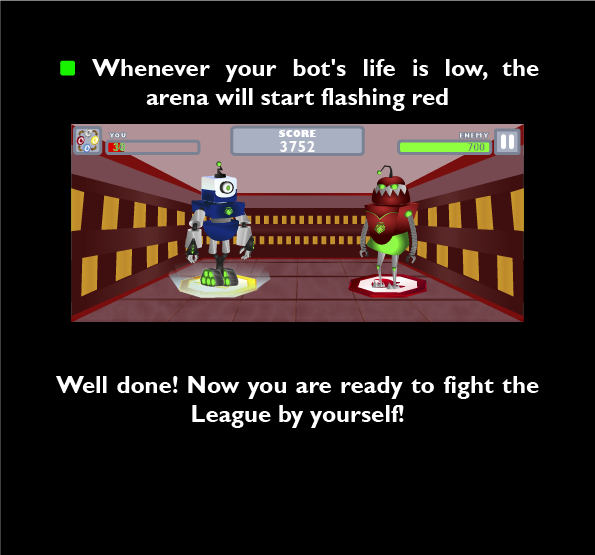 Whenever your bot's life is low, the
arena will start flashing red
YOU
SCORE
ENEMY
3752
700
Well done! Now you are ready to fight the
League by yourself!